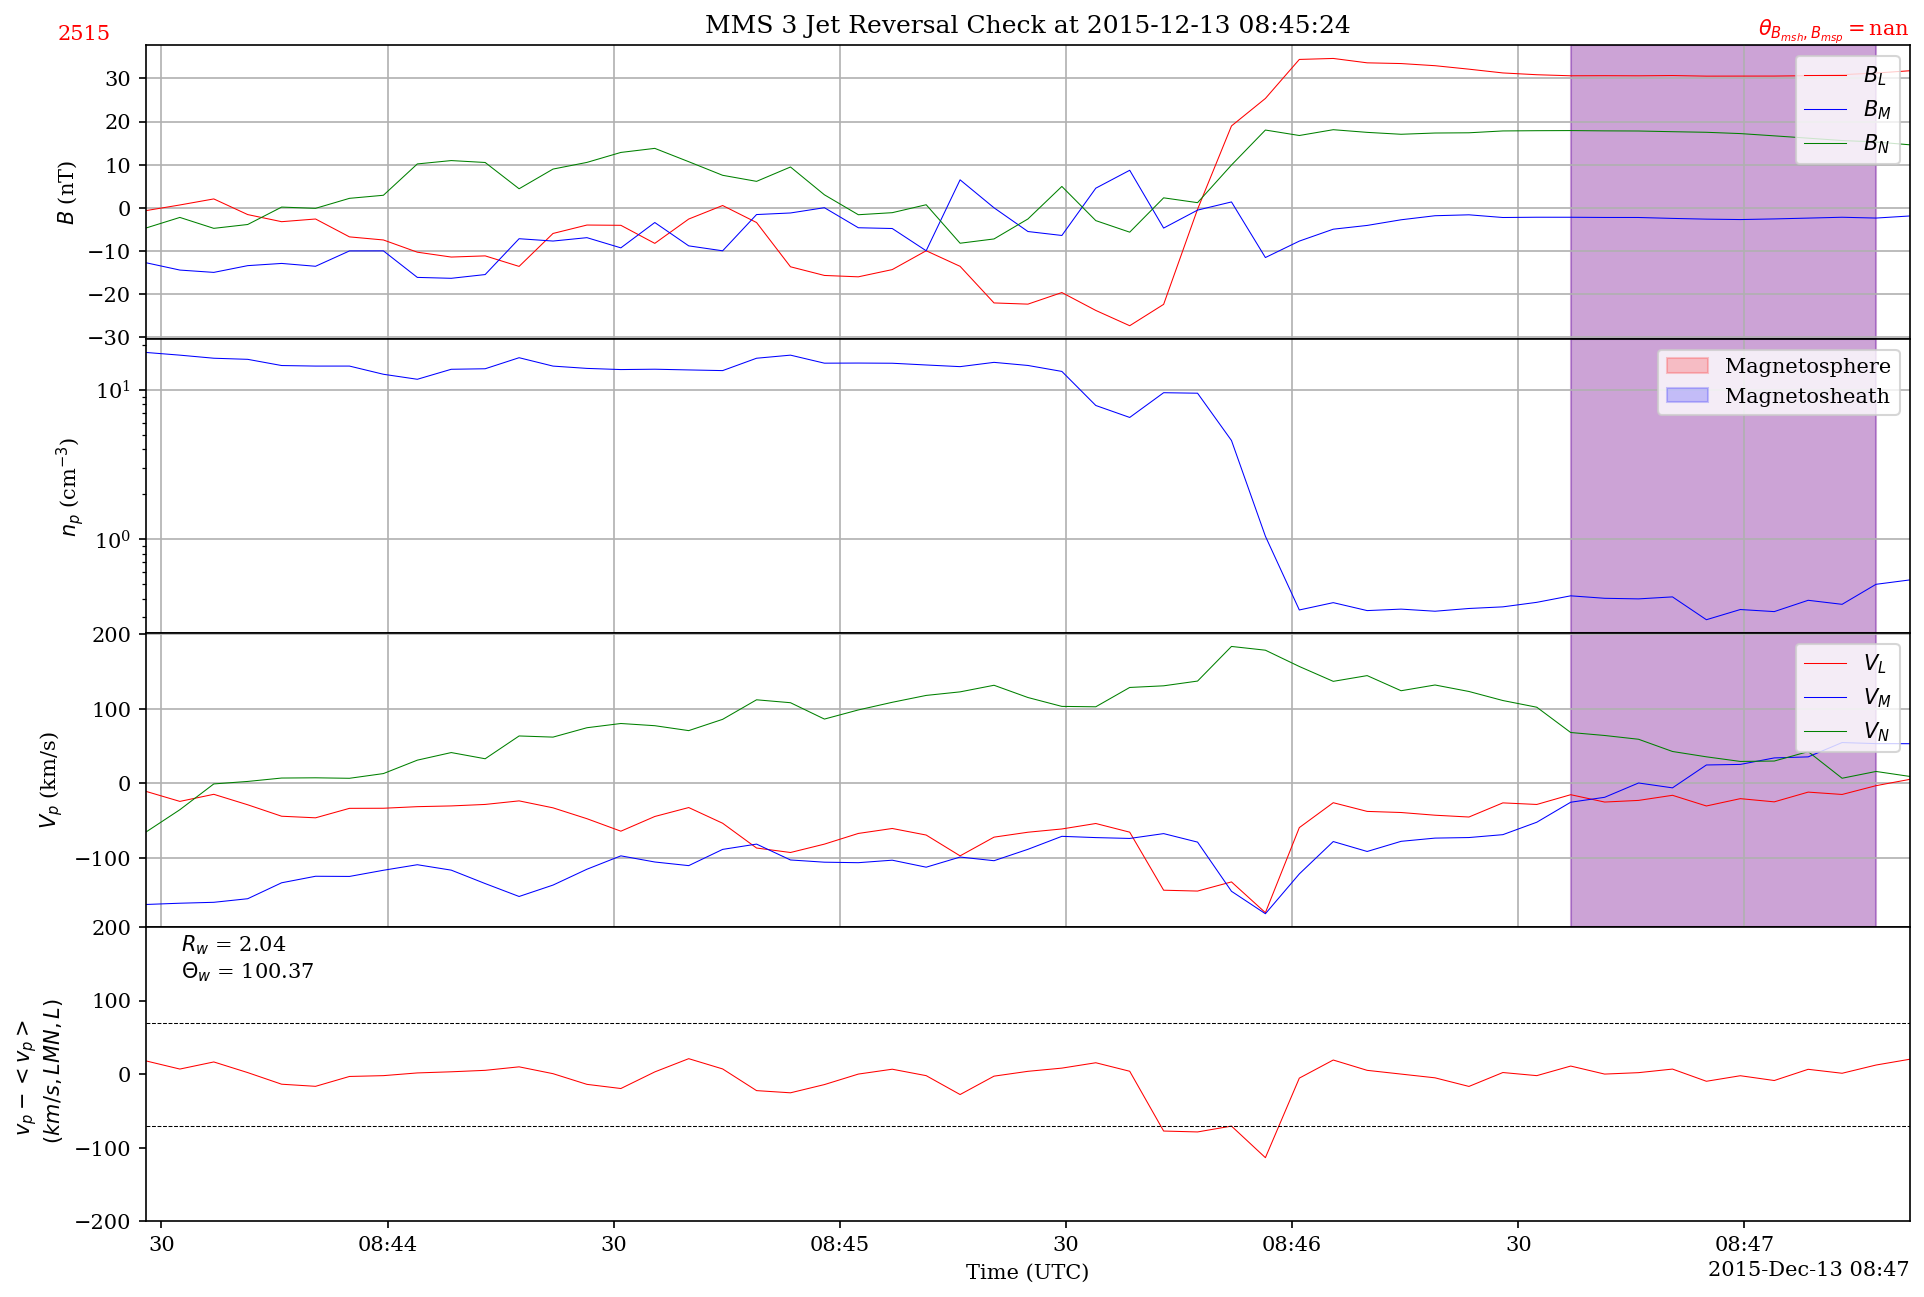 2515
MMS 3 Jet Reversal Check at 2015-12-13 08:45:24
θ_{B_{msh}, B_{msp}} = nan
B (nT)
30
20
10
0
−10
−20
−30
B_L
B_M
B_N
n_p (cm^{−3})
10^1
10^0
Magnetosphere
Magnetosheath
V_p (km/s)
200
100
0
−100
V_L
V_M
V_N
v_p − < v_p >
(km/s, LMN, L)
200
100
0
−100
−200
R_w = 2.04
Θ_w = 100.37
30
08:44
30
08:45
30
08:46
30
08:47
Time (UTC)
2015-Dec-13 08:47